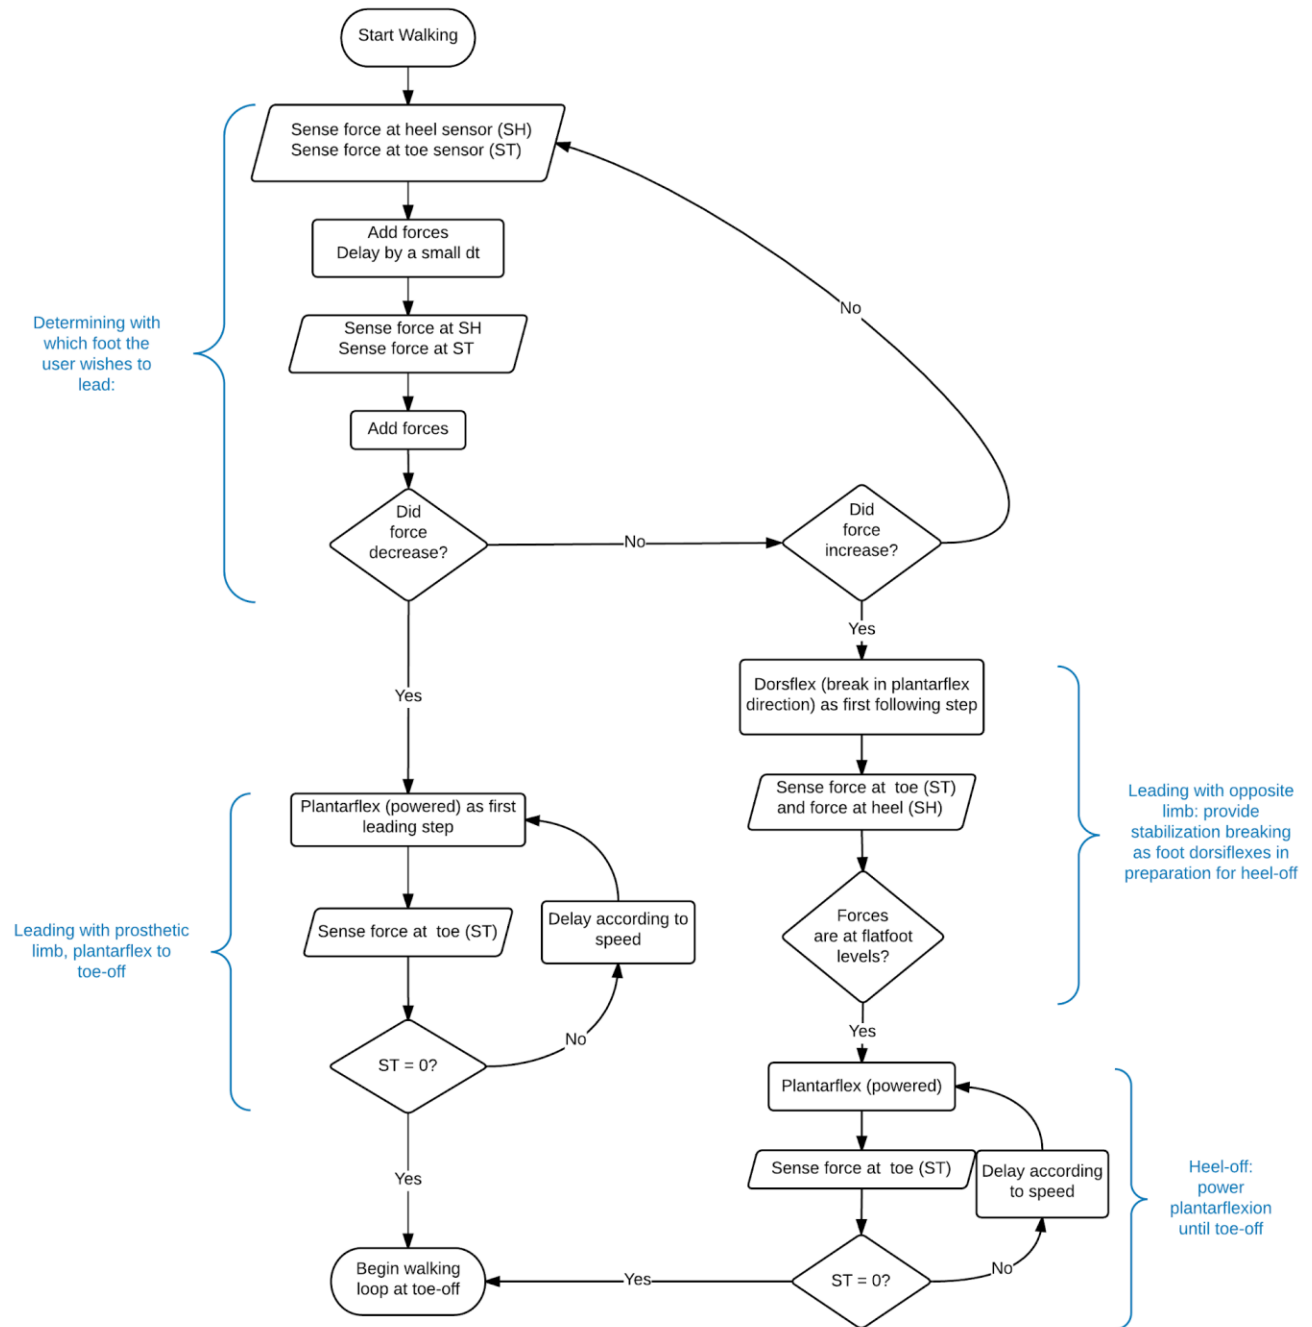 Start Walking
Sense force at heel sensor (SH)
Sense force at toe sensor (ST)
Add forces
Delay by a small dt
Sense force at SH
Sense force at ST
Add forces
Determining with
which foot the
user wishes to
lead:
Did
force
decrease?
No
Did
force
increase?
No
Yes
Yes
Dorsflex (break in plantarflex
direction) as first following step
Sense force at toe (ST)
and force at heel (SH)
Forces
are at flatfoot
levels?
Leading with opposite
limb: provide
stabilization breaking
as foot dorsiflexes in
preparation for heel-off
Plantarflex (powered) as first
leading step
Sense force at toe (ST)
Delay according to
speed
ST = 0?
No
Leading with prosthetic
limb, plantarflex to
toe-off
Yes
Yes
Plantarflex (powered)
Sense force at toe (ST)
Delay according
to speed
ST = 0?
No
Yes
Heel-off:
power
plantarflexion
until toe-off
Begin walking
loop at toe-off